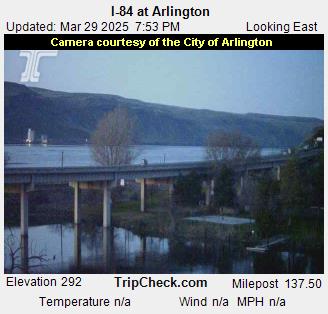 I-84 at Arlington
Updated: Mar 29 2025 7:53 PM Looking East
Camera courtesy of the City of Arlington
Elevation 292 TripCheck.com Milepost 137.50
Temperature n/a Wind n/a MPH n/a